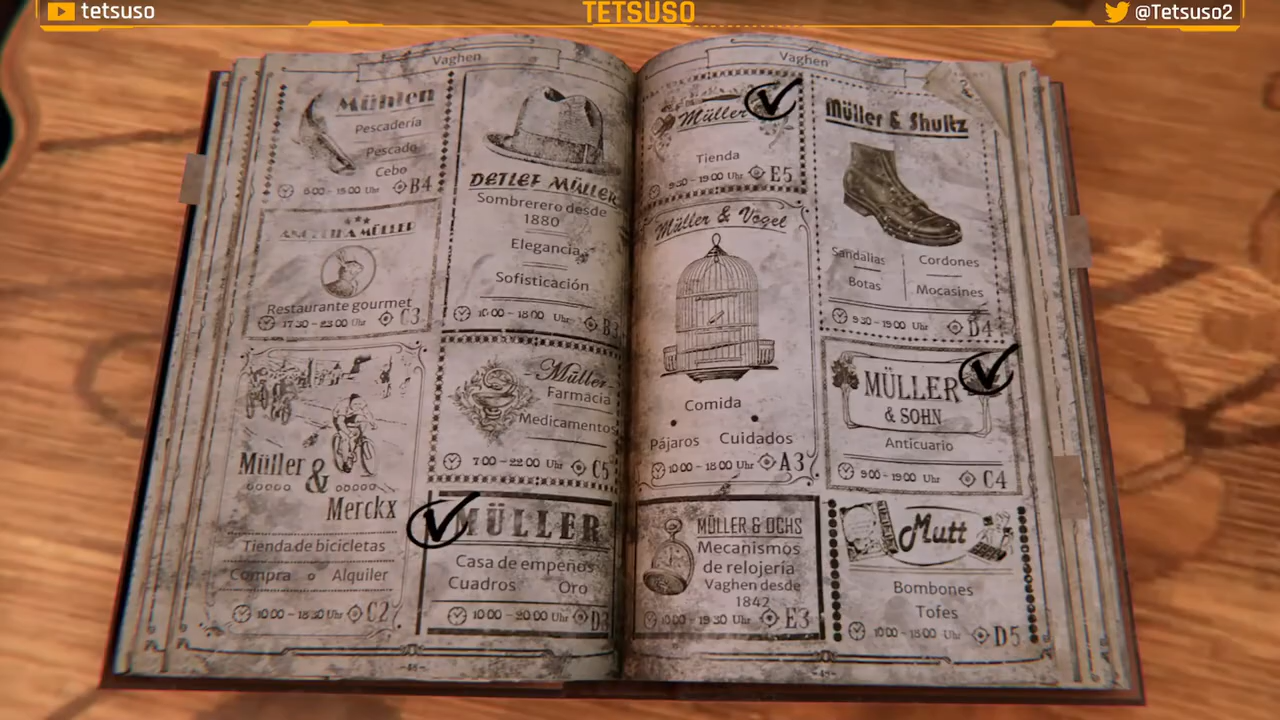 tetsuso
TETSUSO
@Tetsuso2
Vaghen
Mühlen
Pescadería
Pescado
Cebo
6:00 - 15:00 Uhr B4
ANGELIKA MÜLLER
Restaurante gourmet
17:30 - 23:00 Uhr C3
Müller
&
Merckx
Tienda de bicicletas
Compra o Alquiler
10:00 - 18:30 Uhr C2
DETLEF MÜLLER
Sombrerero desde
1880
Elegancia
Sofisticación
10:00 - 18:00 Uhr B3
Müller
Farmacia
Medicamentos
7:00 - 22:00 Uhr C5
MÜLLER
Casa de empeños
Cuadros Oro
10:00 - 20:00 Uhr D3
Vaghen
Müller
Tienda
9:30 - 19:00 Uhr E5
Müller & Vogel
Comida
Pájaros Cuidados
10:00 - 18:00 Uhr A3
MÜLLER & OCHS
Mecanismos
de relojería
Vaghen desde
1842
10:00 - 19:30 Uhr E3
Müller & Shultz
Sandalias Cordones
Botas Mocasines
9:30 - 19:00 Uhr D4
MÜLLER
& SOHN
Anticuario
9:00 - 19:00 Uhr C4
Mutt
Bombones
Tofes
10:00 - 18:00 Uhr D5